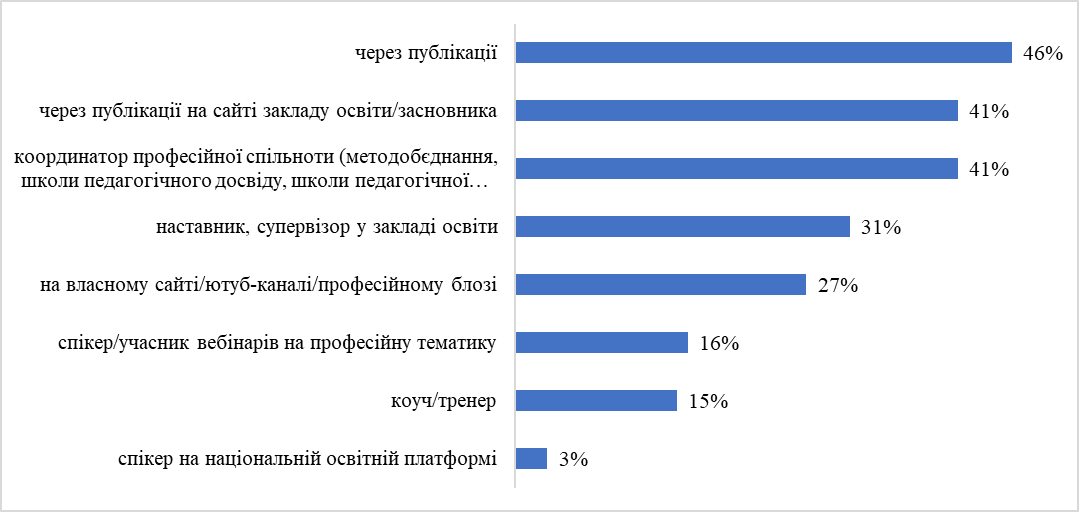 через публікації
46%
через публікації на сайті закладу освіти/засновника
41%
координатор професійної спільноти (методобєднання,
школи педагогічного досвіду, школи педагогічної…
41%
наставник, супервізор у закладі освіти
31%
на власному сайті/ютуб-каналі/професійному блозі
27%
спікер/учасник вебінарів на професійну тематику
16%
коуч/тренер
15%
спікер на національній освітній платформі
3%